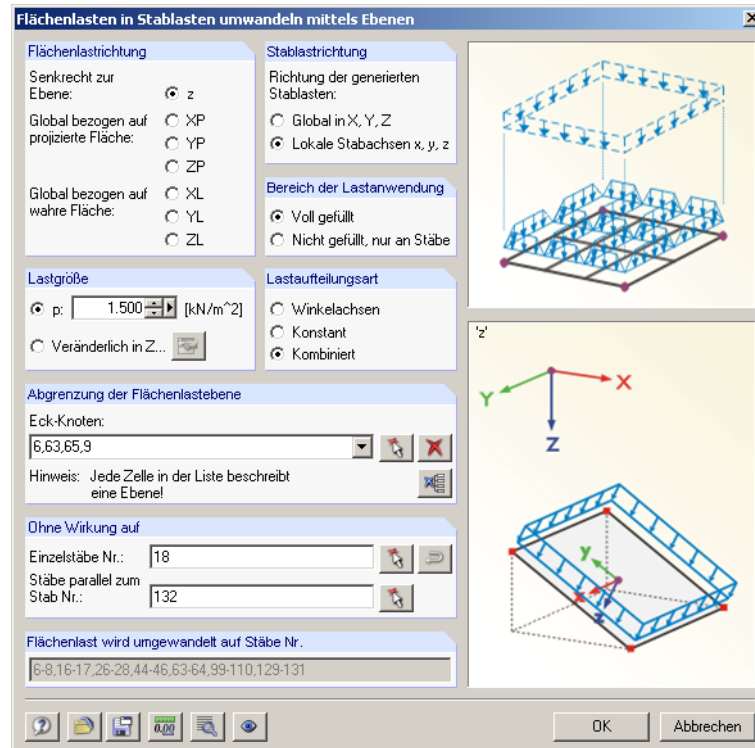 Flächenlasten in Stablasten umwandeln mittels Ebenen
Flächenlastrichtung
Senkrecht zur
Ebene:
z
Global bezogen auf
projizierte Fläche:
XP
YP
ZP
Global bezogen auf
wahre Fläche:
XL
YL
ZL
Stablastrichtung
Richtung der generierten
Stablasten:
Global in X, Y, Z
Lokale Stabachsen x, y, z
Bereich der Lastanwendung
Voll gefüllt
Nicht gefüllt, nur an Stäbe
Lastgröße
p: 1.500 [kN/m^2]
Veränderlich in Z...
Lastaufteilungsart
Winkelachsen
Konstant
Kombiniert
Abgrenzung der Flächenlastebene
Eck-Knoten:
6,63,65,9
Hinweis: Jede Zelle in der Liste beschreibt
eine Ebene!
Ohne Wirkung auf
Einzelstäbe Nr.: 18
Stäbe parallel zum
Stab Nr.: 132
Flächenlast wird umgewandelt auf Stäbe Nr.
6-8,16-17,26-28,44-46,63-64,99-110,129-131
'z'
Y
X
Z
y
x
z
0.00
OK
Abbrechen